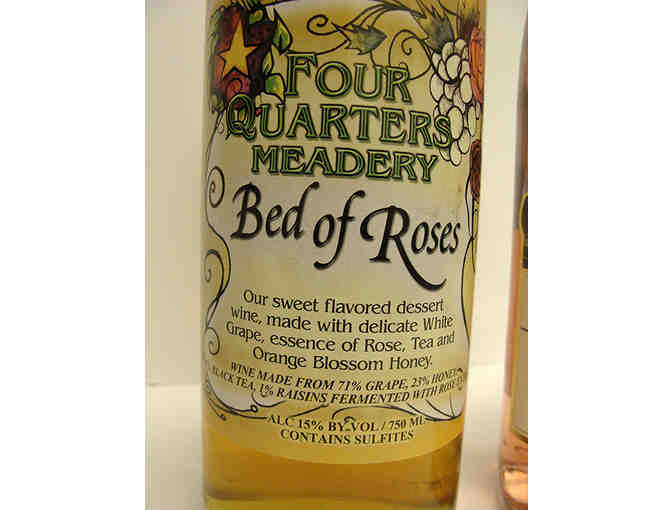 FOUR
QUARTERS
MEADERY
Bed of Roses
Our sweet flavored dessert
wine, made with delicate White
Grape, essence of Rose, Tea and
Orange Blossom Honey.
WINE MADE FROM 71% GRAPE, 23% HONEY,
BLACK TEA, 1% RAISINS FERMENTED WITH ROSE
ALC 15% BY VOL / 750 ML
CONTAINS SULFITES